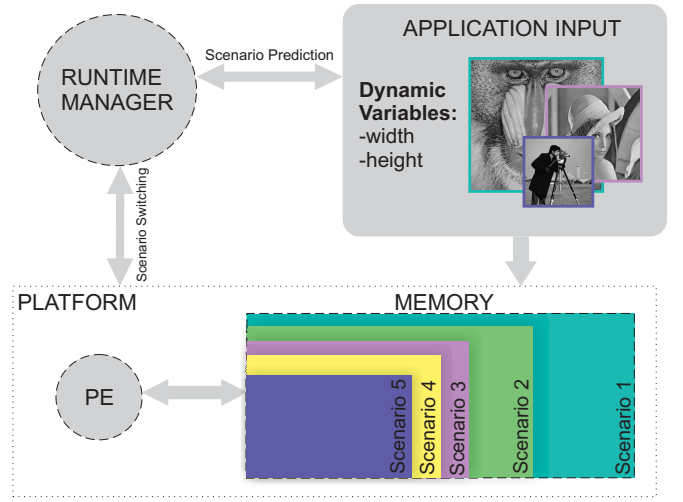 APPLICATION INPUT
RUNTIME
MANAGER
Scenario Prediction
Dynamic
Variables:
-width
-height
Scenario Switching
PLATFORM
MEMORY
PE
Scenario 5
Scenario 4
Scenario 3
Scenario 2
Scenario 1